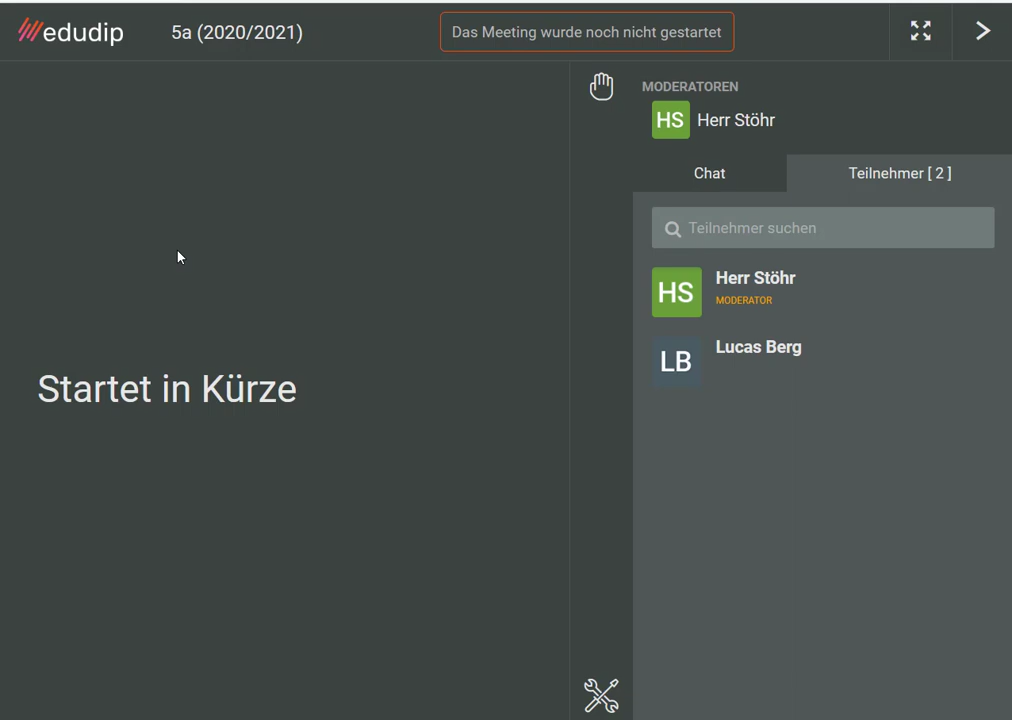 edudip
5a (2020/2021)
Das Meeting wurde noch nicht gestartet
MODERATOREN
HS Herr Stöhr
Chat
Teilnehmer [ 2 ]
Teilnehmer suchen
HS Herr Stöhr
MODERATOR
LB Lucas Berg
Startet in Kürze